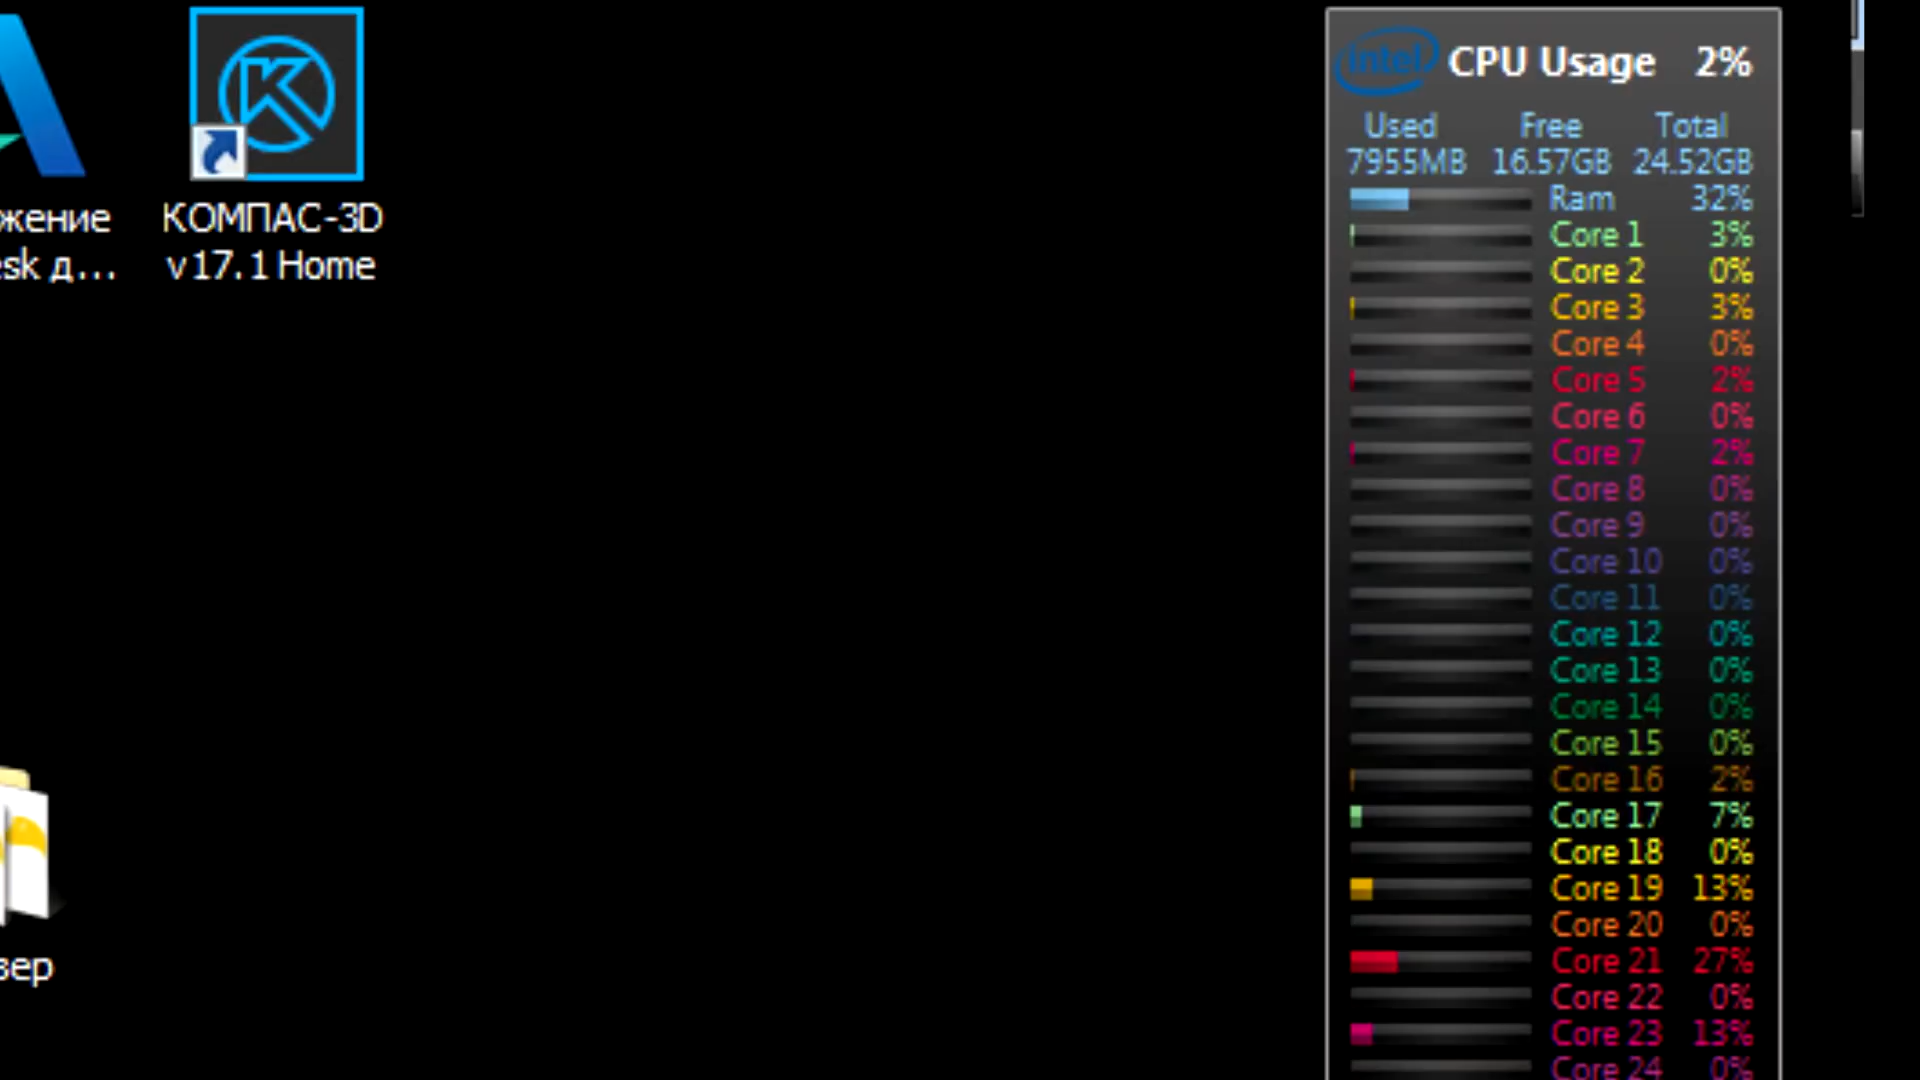 жение
esk д...
КОМПАС-3D
v17.1 Home
вер
intel CPU Usage 2%
Used Free Total
7955MB 16.57GB 24.52GB
Ram 32%
Core 1 3%
Core 2 0%
Core 3 3%
Core 4 0%
Core 5 2%
Core 6 0%
Core 7 2%
Core 8 0%
Core 9 0%
Core 10 0%
Core 11 0%
Core 12 0%
Core 13 0%
Core 14 0%
Core 15 0%
Core 16 2%
Core 17 7%
Core 18 0%
Core 19 13%
Core 20 0%
Core 21 27%
Core 22 0%
Core 23 13%
Core 24 0%